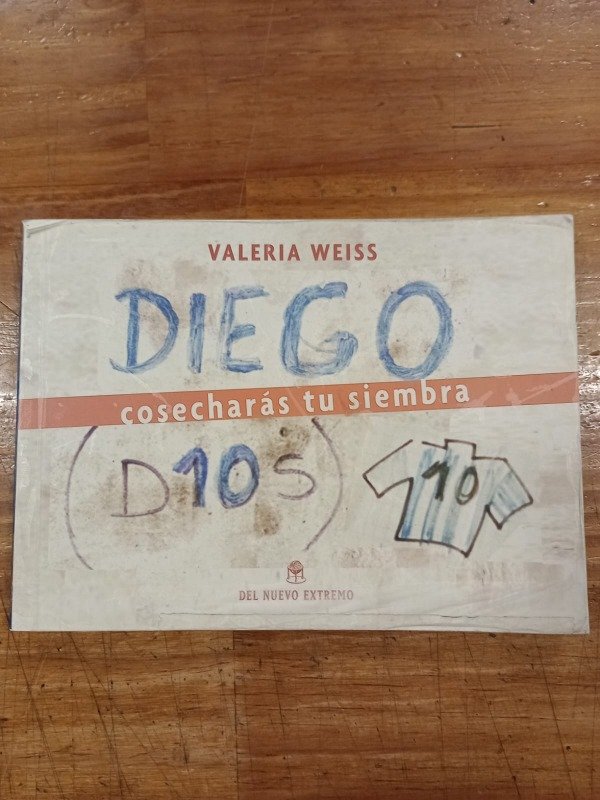 VALERIA WEISS
DIEGO
cosecharás tu siembra
(D10S)
10
DEL NUEVO EXTREMO